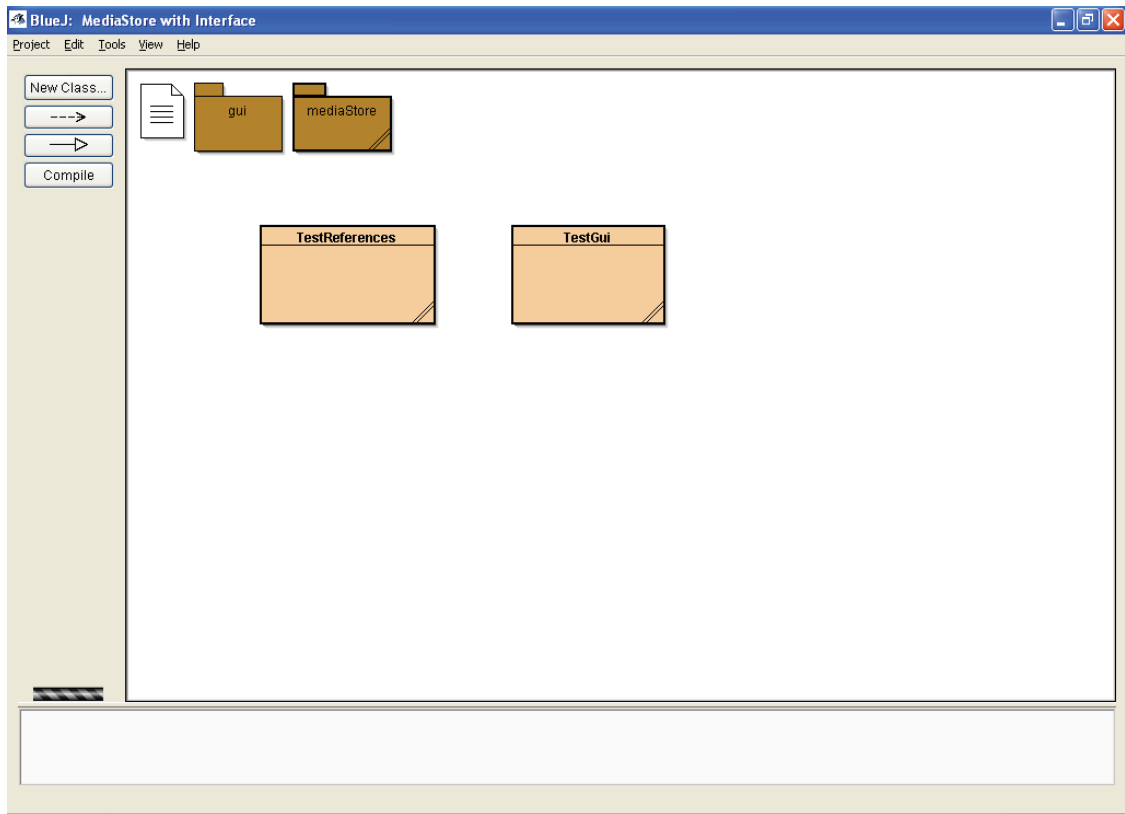 BlueJ: MediaStore with Interface
Project Edit Tools View Help
New Class...
--->
Compile
gui
mediaStore
TestReferences
TestGui